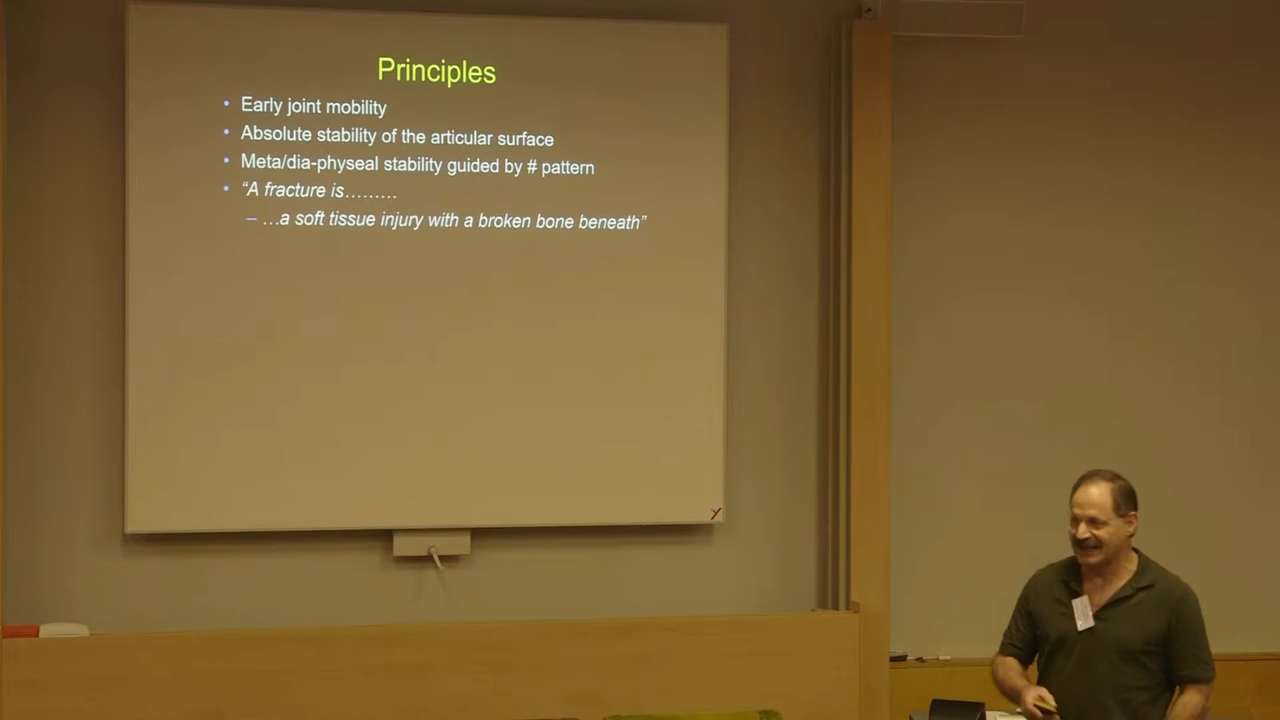 Principles
• Early joint mobility
• Absolute stability of the articular surface
• Meta/dia-physeal stability guided by # pattern
• “A fracture is………
– …a soft tissue injury with a broken bone beneath”